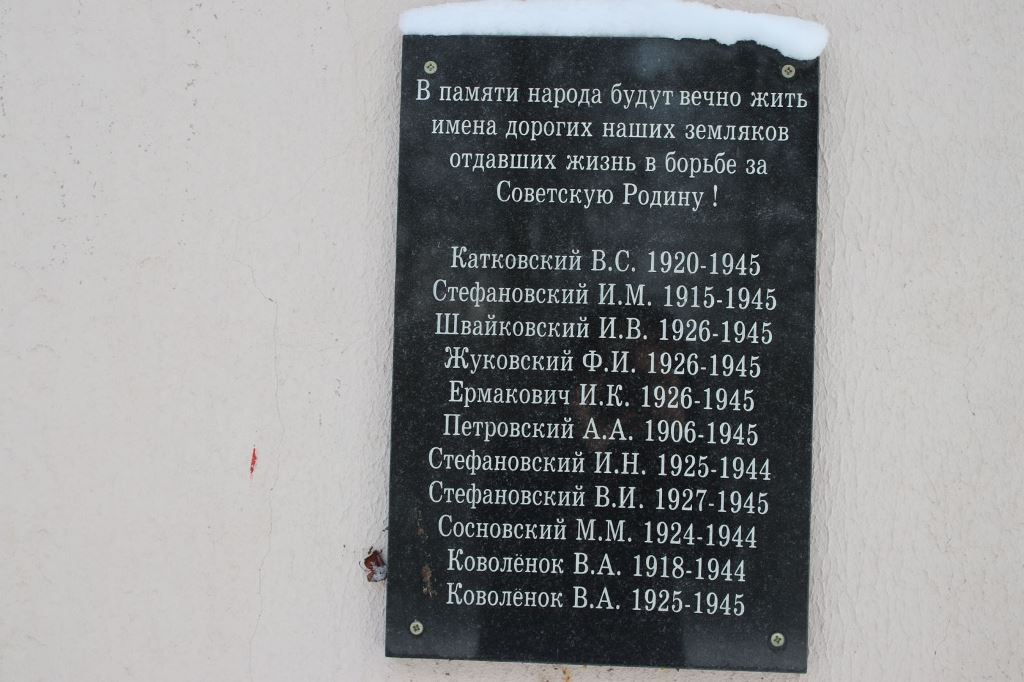 В памяти народа будут вечно жить
имена дорогих наших земляков
отдавших жизнь в борьбе за
Советскую Родину !
Катковский В.С. 1920-1945
Стефановский И.М. 1915-1945
Швайковский И.В. 1926-1945
Жуковский Ф.И. 1926-1945
Ермакович И.К. 1926-1945
Петровский А.А. 1906-1945
Стефановский И.Н. 1925-1944
Стефановский В.И. 1927-1945
Сосновский М.М. 1924-1944
Коволёнок В.А. 1918-1944
Коволёнок В.А. 1925-1945